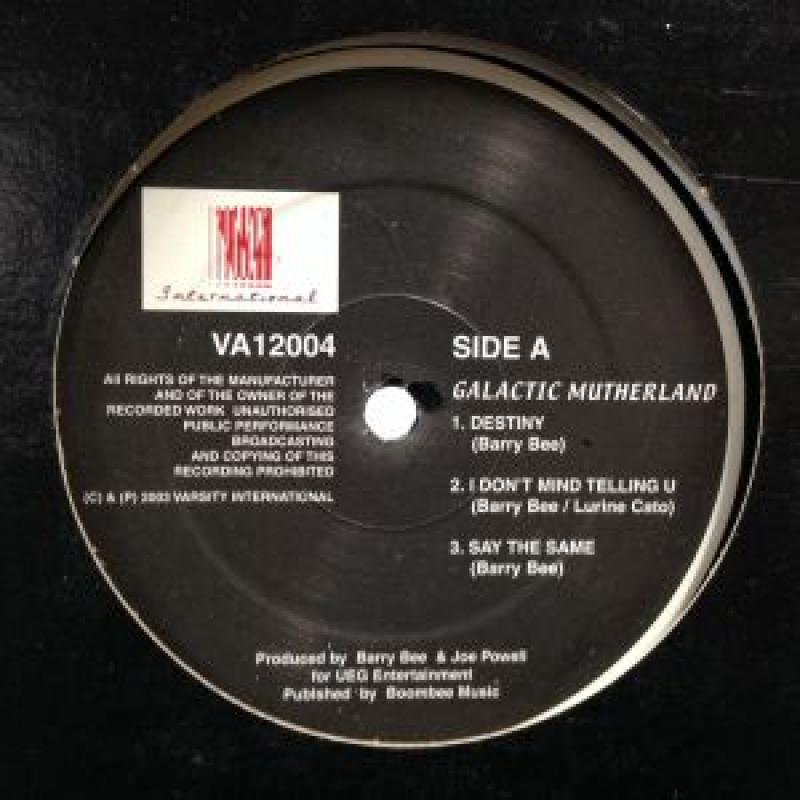 International
VA12004
All RIGHTS OF THE MANUFACTURER
AND OF THE OWNER OF THE
RECORDED WORK UNAUTHORISED
PUBLIC PERFORMANCE
BROADCASTING
AND COPYING OF THIS
RECORDING PROHIBITED
(C) & (P) 2003 VARSITY INTERNATIONAL
SIDE A
GALACTIC MUTHERLAND
1. DESTINY
(Barry Bee)
2. I DON'T MIND TELLING U
(Barry Bee / Lurine Cato)
3. SAY THE SAME
(Barry Bee)
Produced by Barry Bee & Joe Powell
for UEG Entertainment
Published by Boombee Music